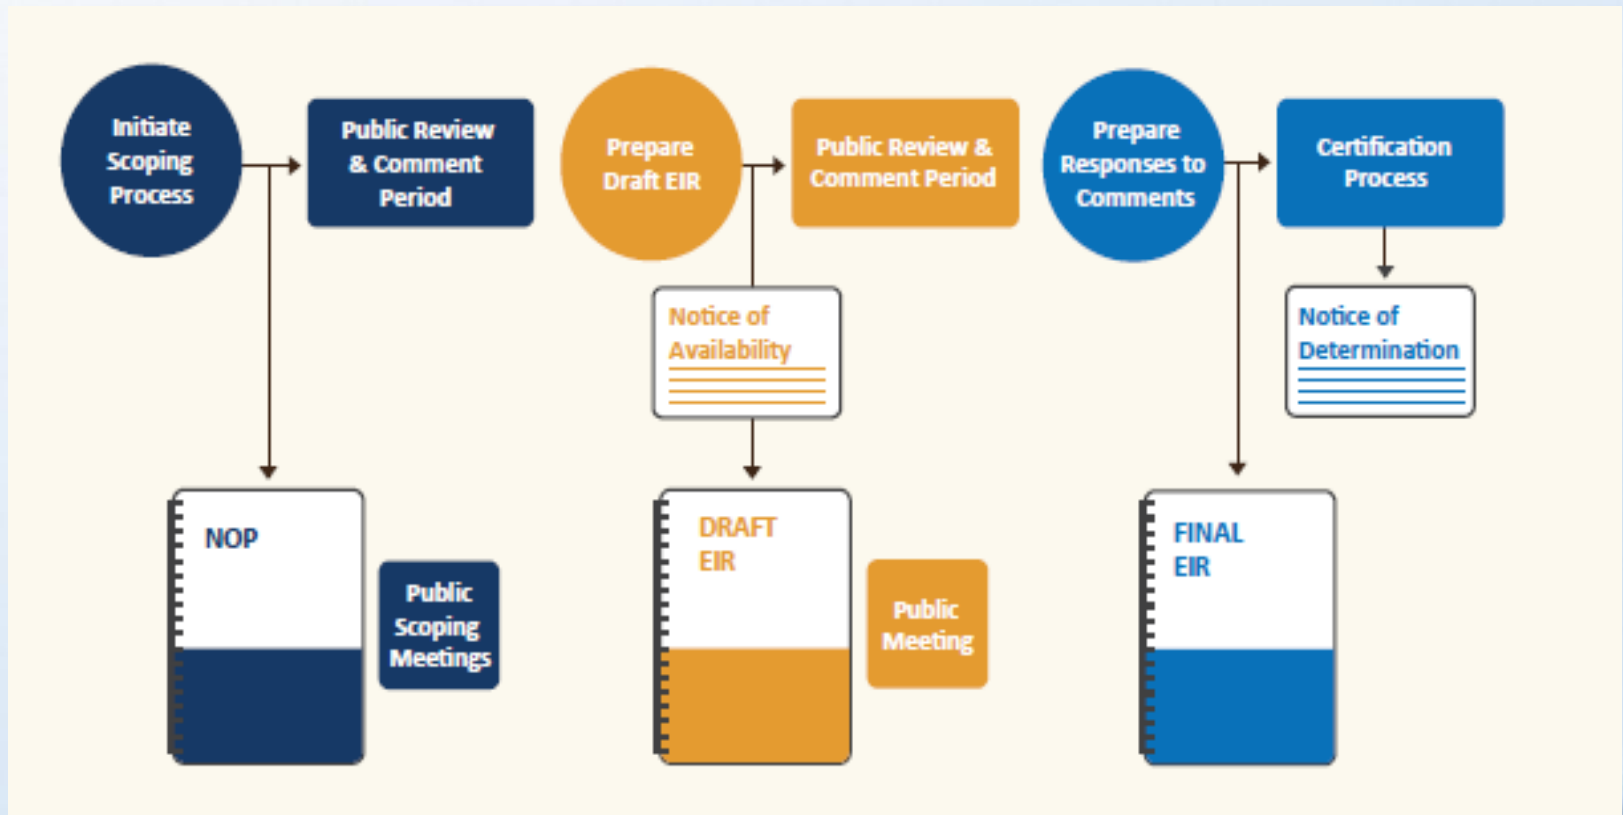 Initiate
Scoping
Process
Public Review
& Comment
Period
Prepare
Draft EIR
Public Review &
Comment Period
Prepare
Responses to
Comments
Certification
Process
Notice of
Availability
Notice of
Determination
NOP
Public
Scoping
Meetings
DRAFT
EIR
Public
Meeting
FINAL
EIR